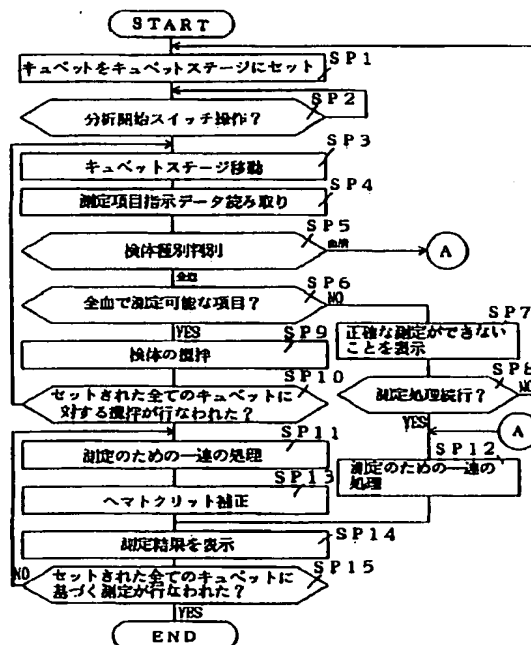 START
キュベットをキュベットステージにセット
SP1
SP2
分析開始スイッチ操作?
SP3
キュベットステージ移動
SP4
測定項目指示データ読み取り
SP5
検体種別判別
血清
A
全血
SP6
全血で測定可能な項目?
NO
SP7
正確な測定ができない
ことを表示
YES
SP9
検体の攪拌
SP8
測定処理続行?
NO
SP10
セットされた全てのキュベットに
対する攪拌が行なわれた?
YES
A
SP11
測定のための一連の処理
SP12
測定のための一連の
処理
SP13
ヘマトクリット補正
SP14
測定結果を表示
SP15
NO
セットされた全てのキュベットに
基づく測定が行なわれた?
YES
END